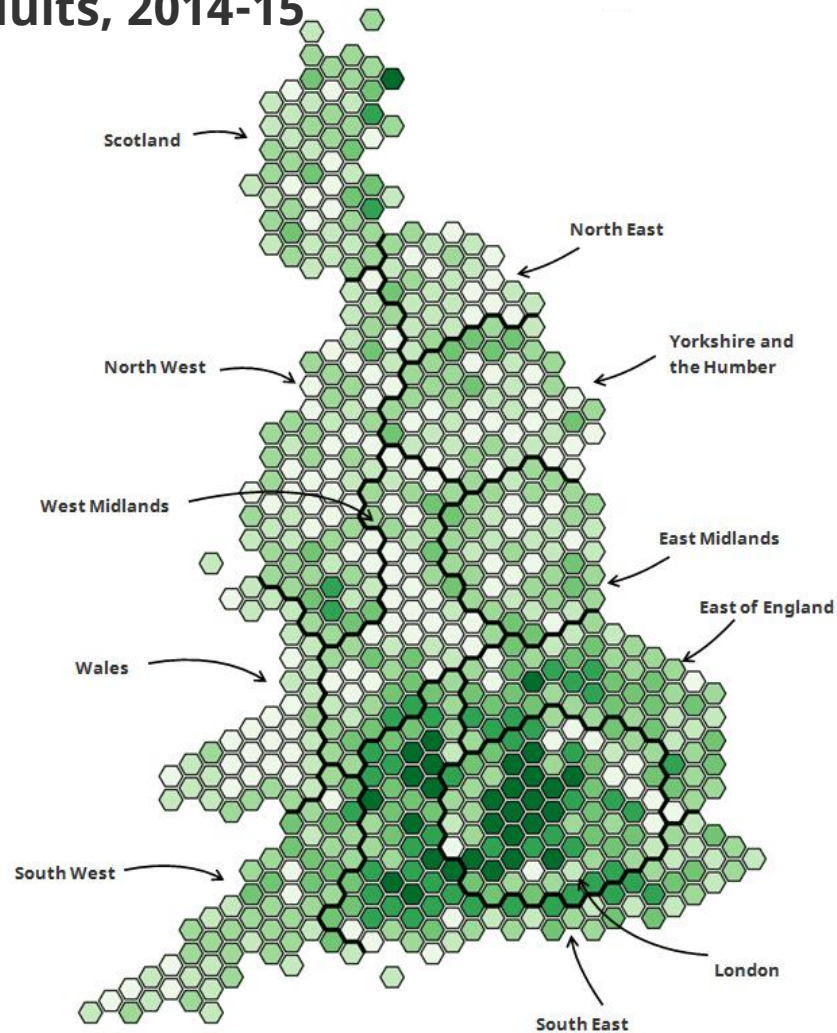 2014-15
Scotland
North East
Yorkshire and
the Humber
North West
West Midlands
East Midlands
East of England
Wales
South West
London
South East